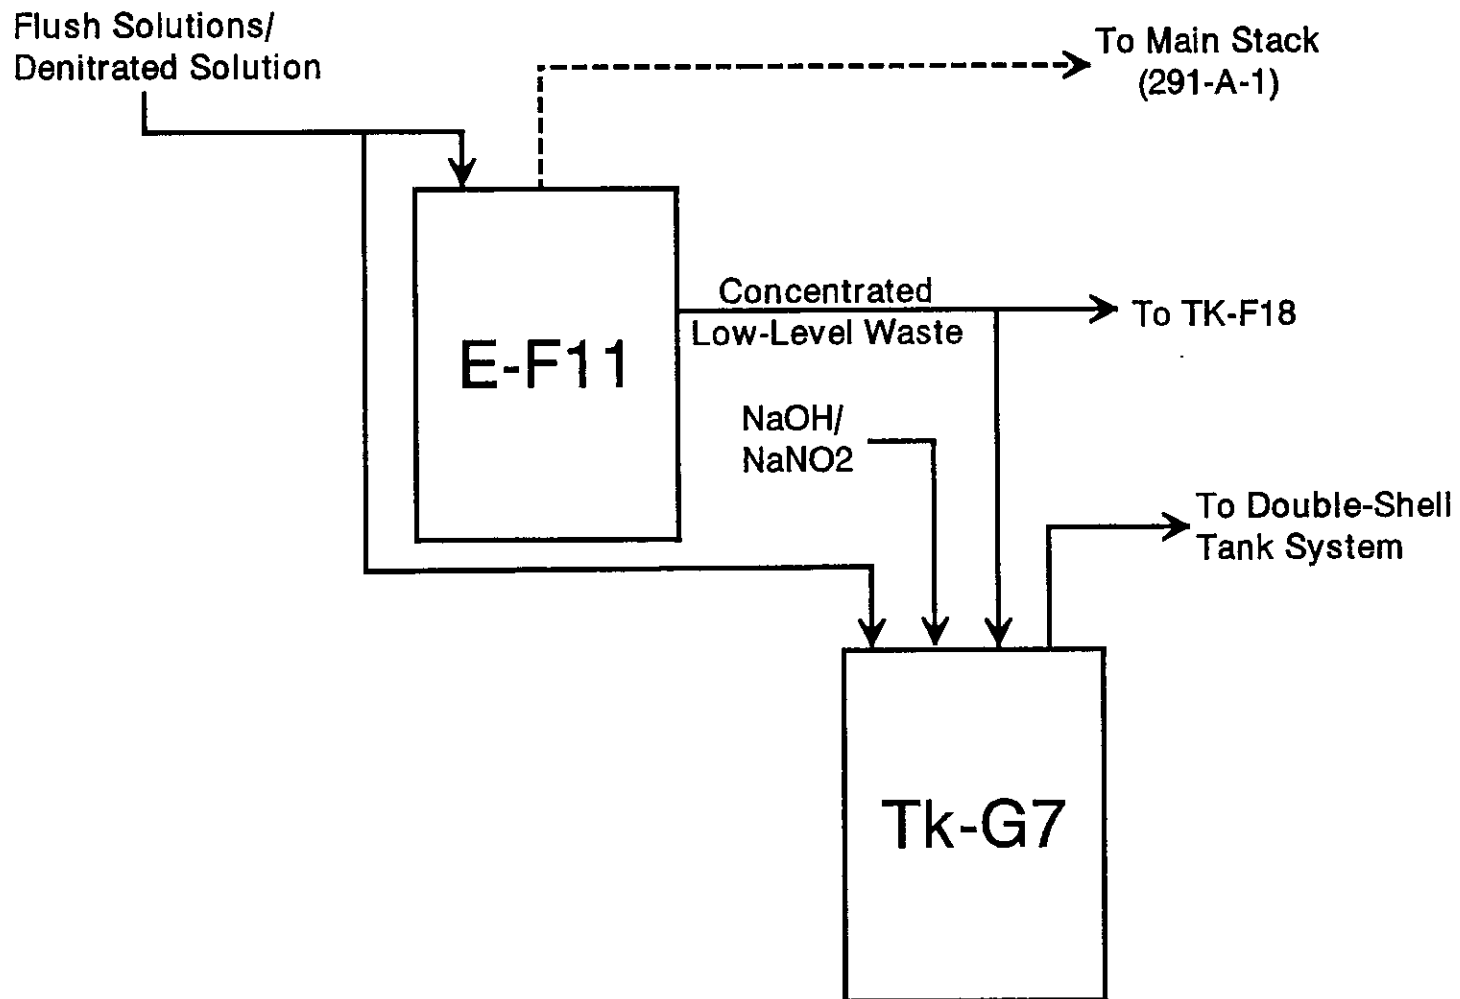 Flush Solutions/
Denitrated Solution
To Main Stack
(291-A-1)
Concentrated
Low-Level Waste
To TK-F18
E-F11
NaOH/
NaNO2
To Double-Shell
Tank System
Tk-G7